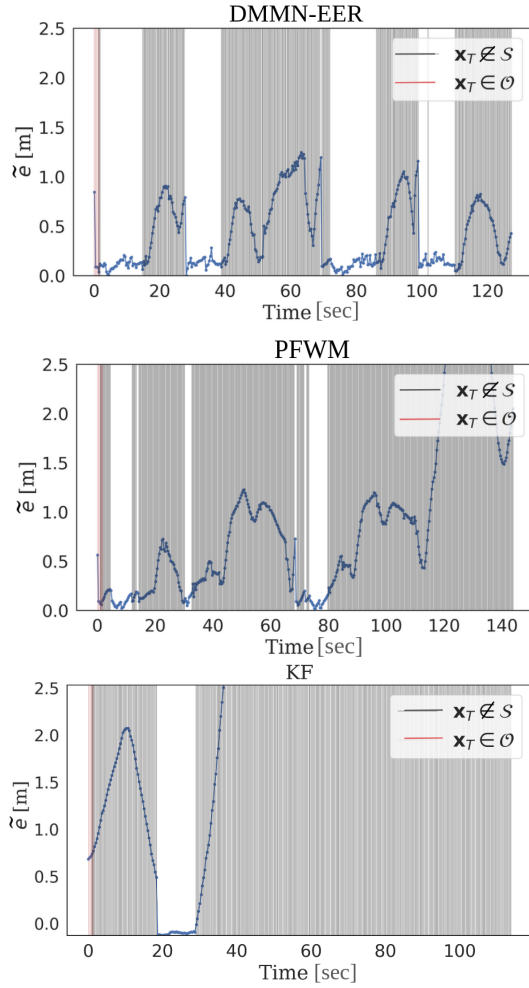 DMMN-EER
2.5
2.0
1.5
1.0
0.5
0.0
ẽ [m]
x_T ∉ 𝒮
x_T ∈ 𝒪
0 20 40 60 80 100 120
Time [sec]
PFWM
2.5
2.0
1.5
1.0
0.5
0.0
ẽ [m]
x_T ∉ 𝒮
x_T ∈ 𝒪
0 20 40 60 80 100 120 140
Time [sec]
KF
2.5
2.0
1.5
1.0
0.5
0.0
ẽ [m]
x_T ∉ 𝒮
x_T ∈ 𝒪
0 20 40 60 80 100
Time [sec]